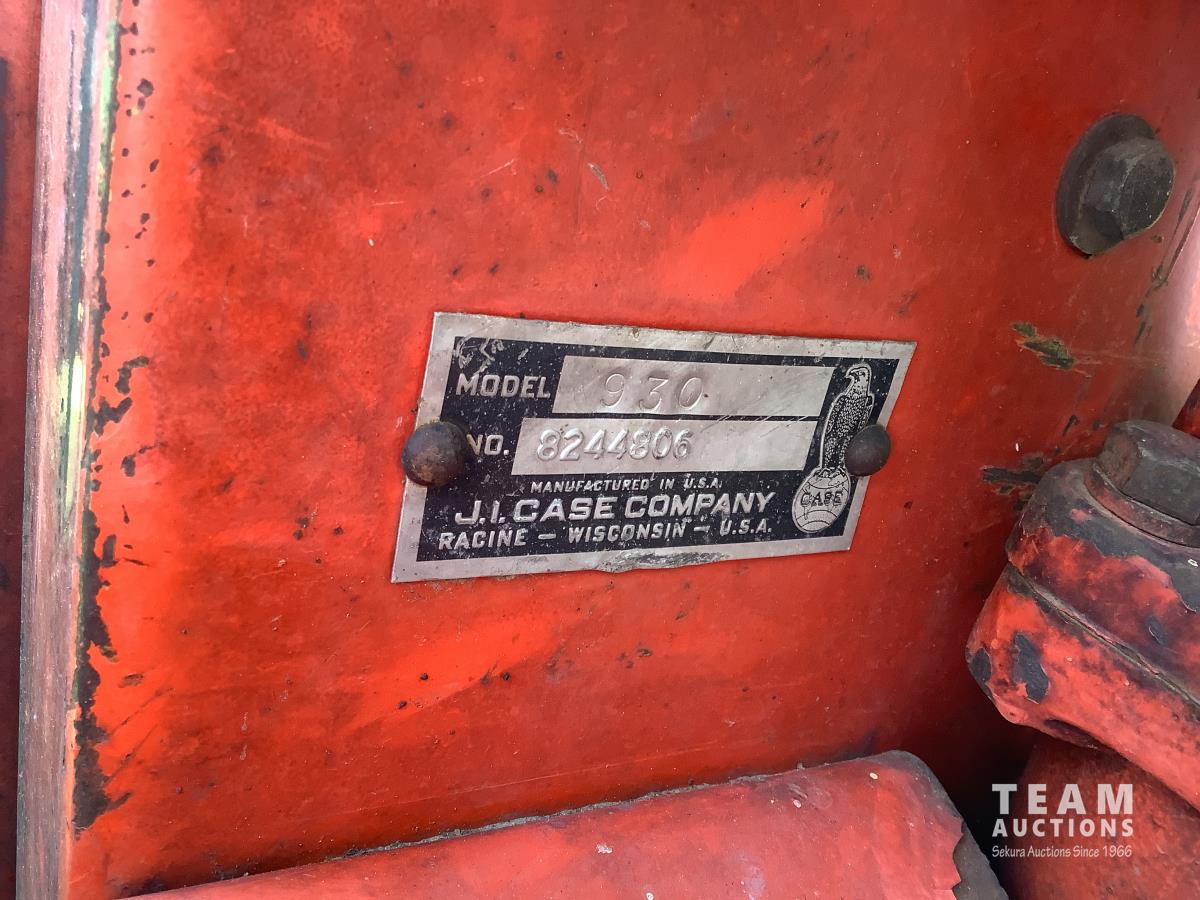 MODEL 930
NO. 8244806
MANUFACTURED IN U.S.A.
J.I. CASE COMPANY
RACINE - WISCONSIN - U.S.A.
CASE
TEAM
AUCTIONS
Sekura Auctions Since 1966